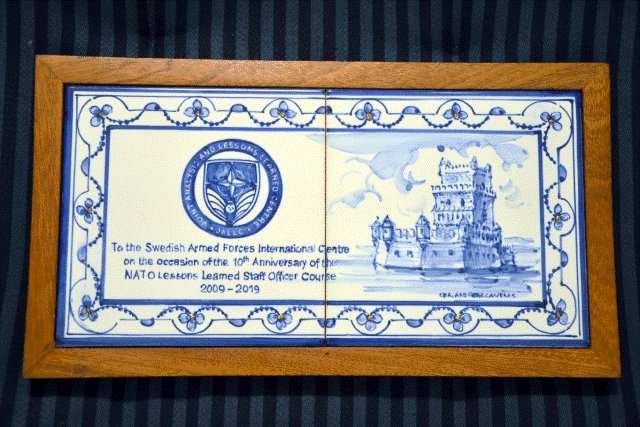 JOINT ANALYSIS AND LESSONS LEARNED CENTRE
· JALLC ·
To the Swedish Armed Forces International Centre
on the occasion of the 10th Anniversary of the
NATO Lessons Learned Staff Officer Course
2009 - 2019